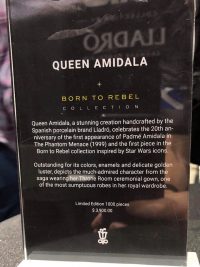 LLADRÓ
QUEEN AMIDALA
BORN TO REBEL
COLLECTION
Queen Amidala, a stunning creation handcrafted by the
Spanish porcelain brand Lladró, celebrates the 20th an-
niversary of the first appearance of Padmé Amidala in
The Phantom Menace (1999) and the first piece in the
Born to Rebel collection inspired by Star Wars icons.
Outstanding for its colors, enamels and delicate golden
luster, depicts the much-admired character from the
saga wearing her Throne Room ceremonial gown, one
of the most sumptuous robes in her royal wardrobe.
Limited Edition 1000 pieces
$ 3,900.00